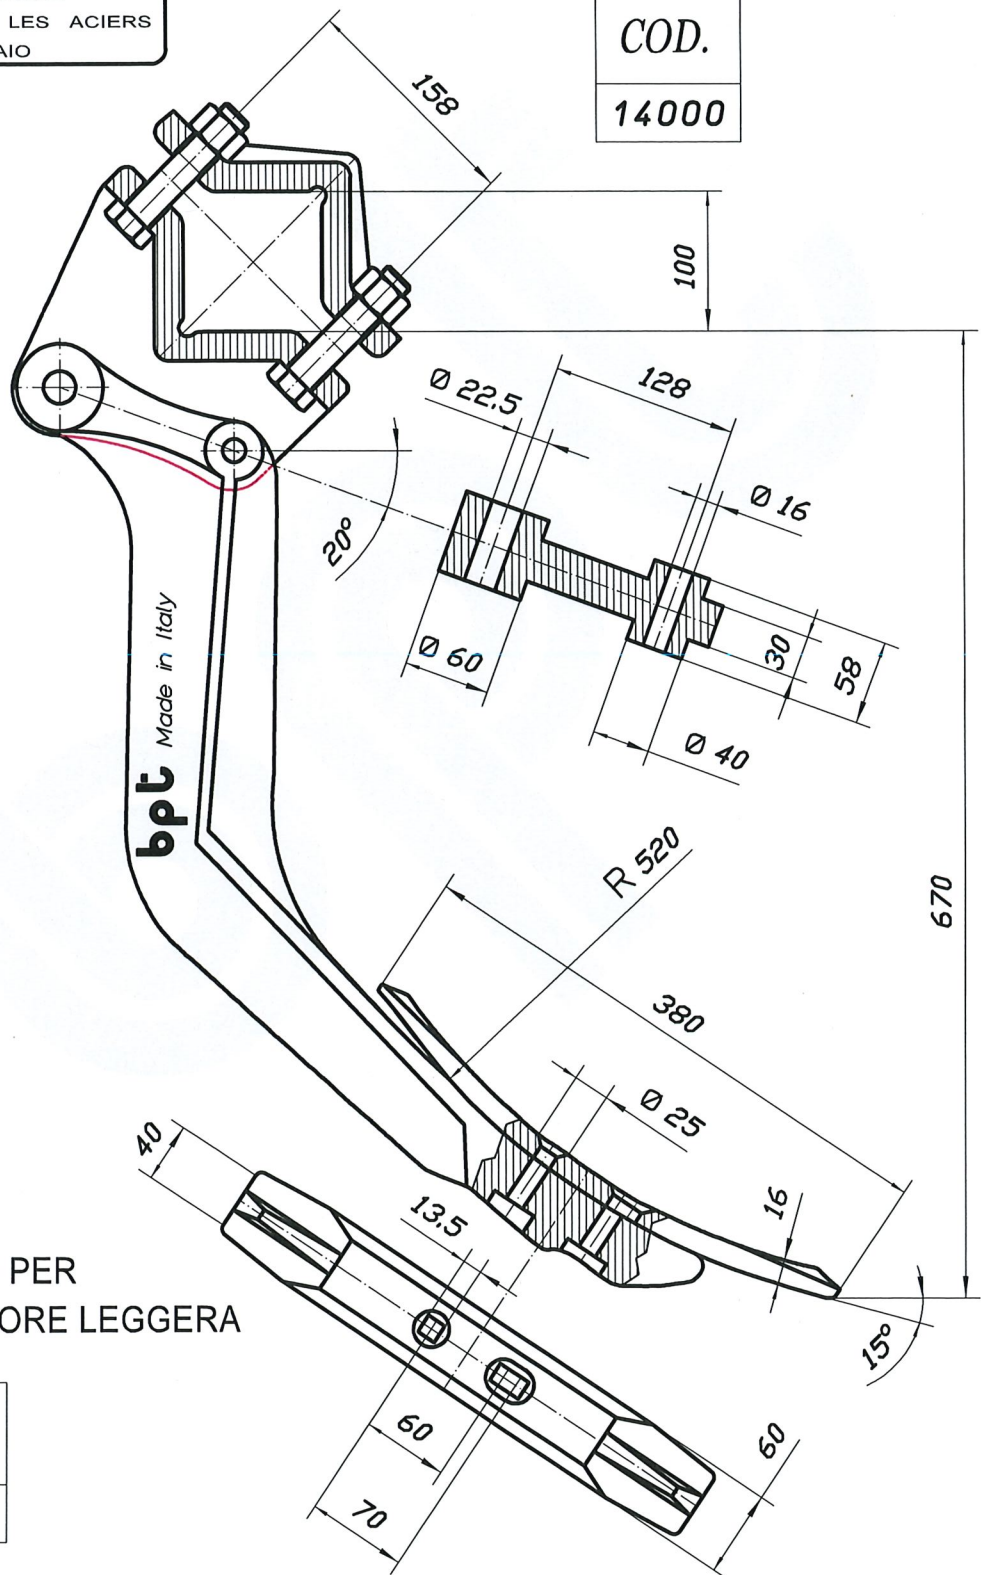 LES ACIERS
AIO
COD.
14000
158
100
128
Ø 22.5
Ø 16
20°
30
58
Ø 60
Ø 40
bpt Made in Italy
R 520
670
380
Ø 25
40
16
13,5
PER
ORE LEGGERA
15°
60
60
70